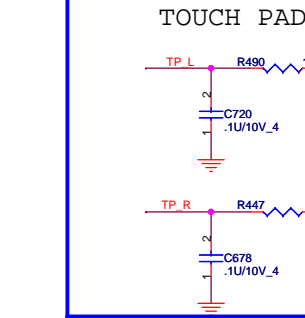 TOUCH PAD
TP_L
R490
2
C720
.1U/10V_4
1
TP_R
R447
2
C678
.1U/10V_4
1